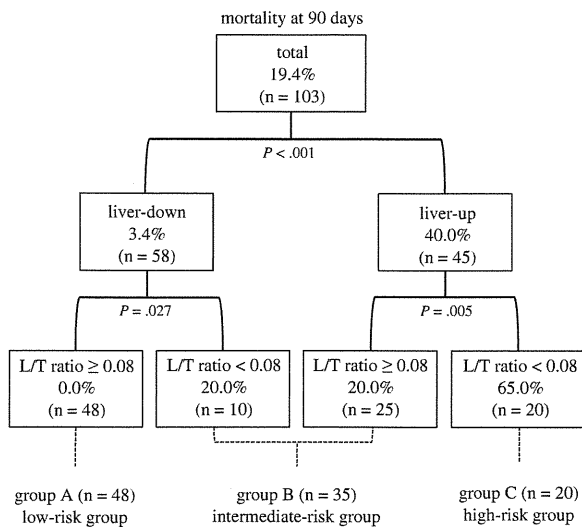 mortality at 90 days
total
19.4%
(n = 103)
P < .001
liver-down
3.4%
(n = 58)
liver-up
40.0%
(n = 45)
P = .027
P = .005
L/T ratio ≥ 0.08
0.0%
(n = 48)
L/T ratio < 0.08
20.0%
(n = 10)
L/T ratio ≥ 0.08
20.0%
(n = 25)
L/T ratio < 0.08
65.0%
(n = 20)
group A (n = 48)
low-risk group
group B (n = 35)
intermediate-risk group
group C (n = 20)
high-risk group